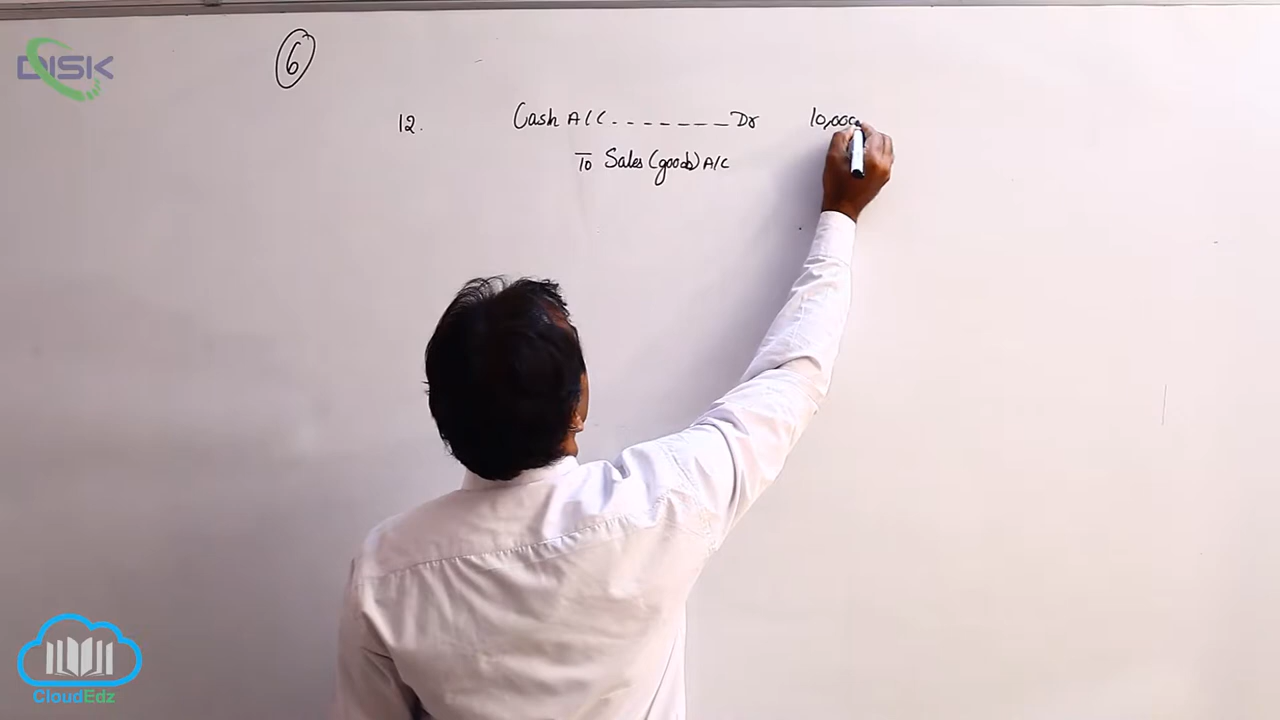 DISK
6
12. Cash A/C - - - - - - - Dr 10,000
To Sales (goods) A/C
CloudEdz